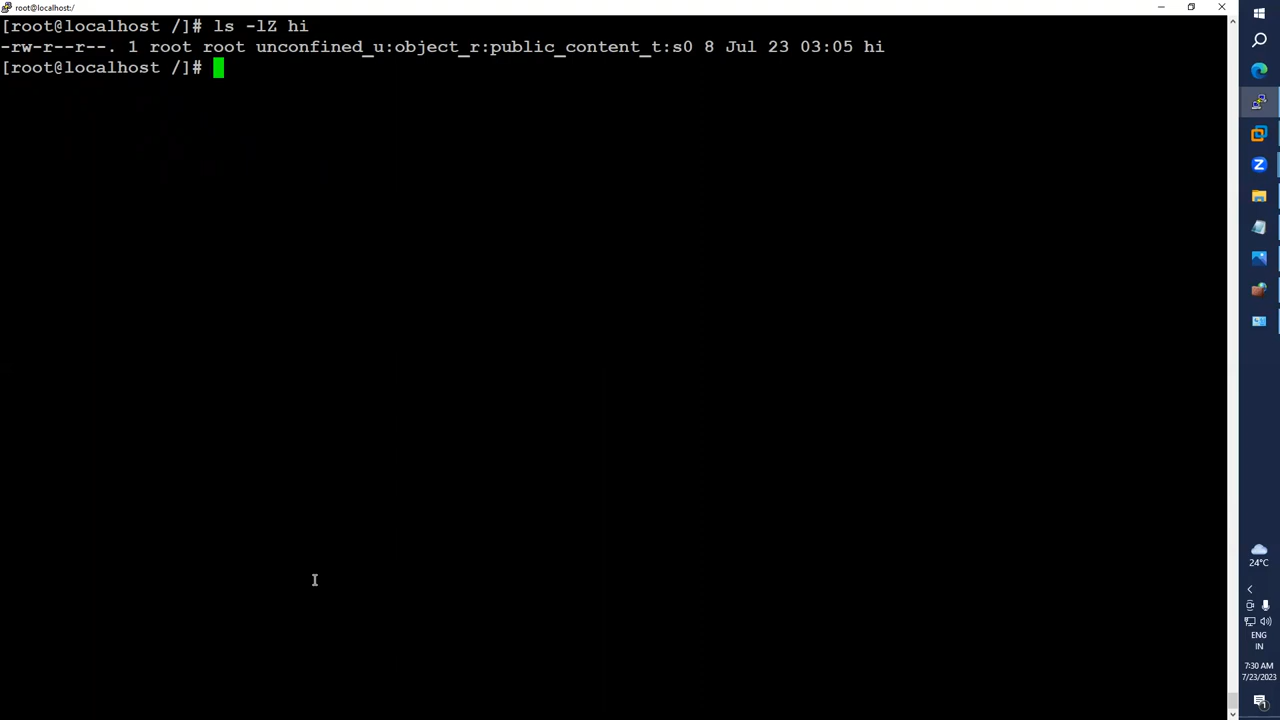 root@localhost:/
[root@localhost /]# ls -lZ hi
-rw-r--r--. 1 root root unconfined_u:object_r:public_content_t:s0 8 Jul 23 03:05 hi
[root@localhost /]#
Z
24°C
ENG
IN
7:30 AM
7/23/2023
1